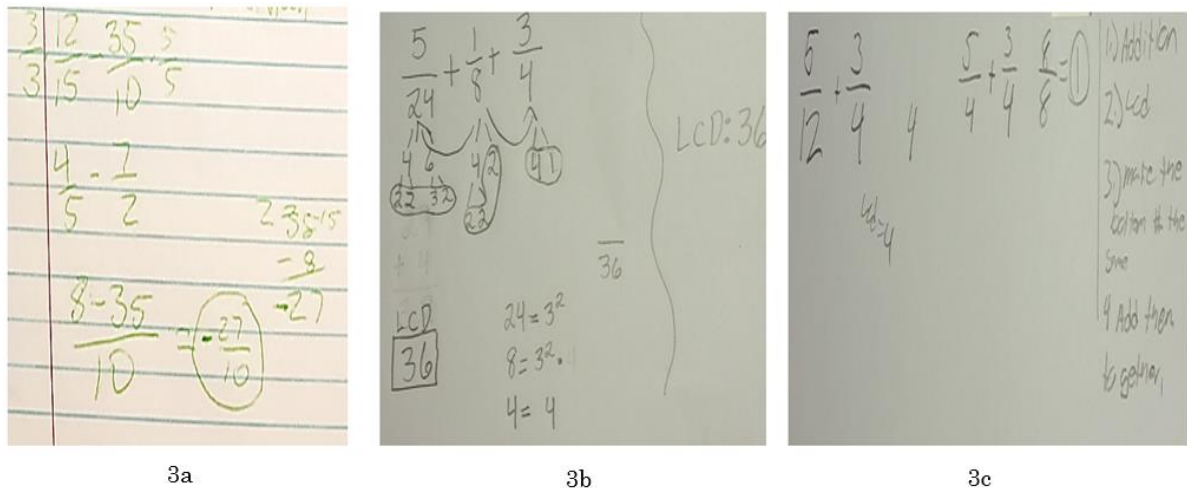 3/3 12/15 - 35/10 · 5/5
4/5 - 7/2
35
- 8
-27
8-35/10 = -27/10
5/24 + 1/8 + 3/4
4 6 4 2 4 1
2 2 3 2 2 2
LCD: 36
/36
LCD
36
24 = 3²
8 = 3² ·
4 = 4
5/12 + 3/4 4 5/4 + 3/4 8/8 = 1
lcd=4
1.) Addition
2.) lcd
3.) make the
bottom # the
same
4 Add them
together.
3a
3b
3c